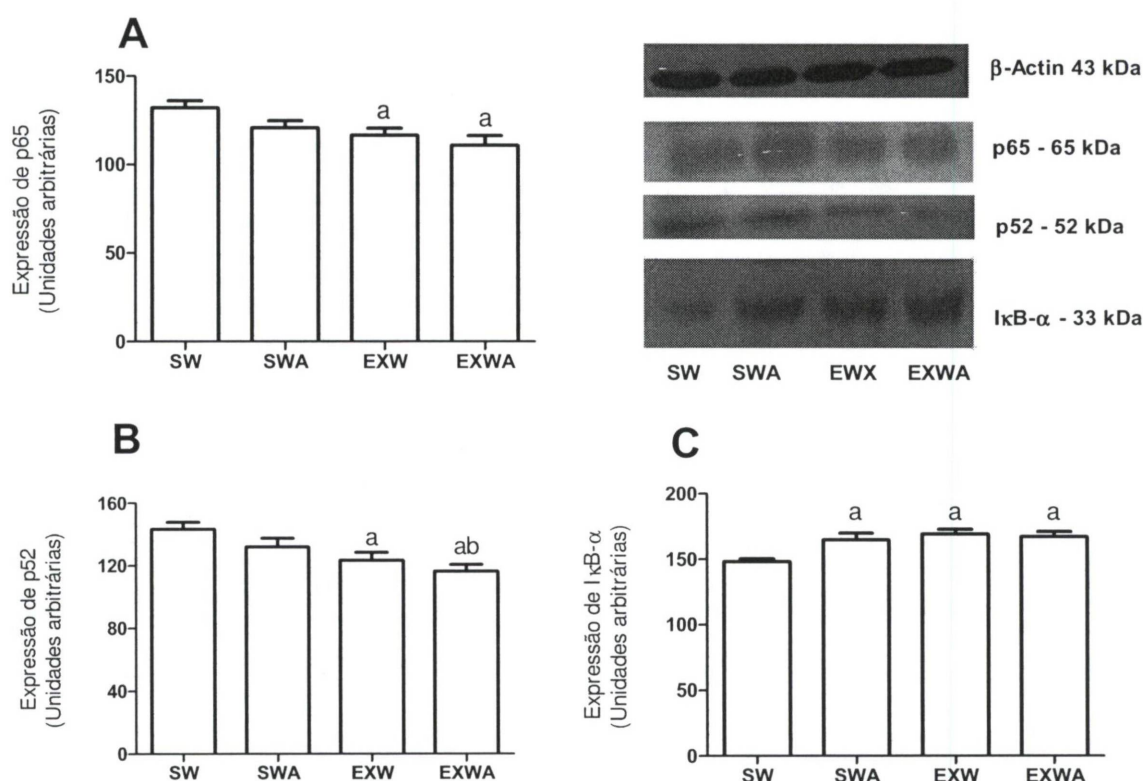 A
Expressão de p65
(Unidades arbitrárias)
150
100
50
0
a
a
SW SWA EXW EXWA
β-Actin 43 kDa
p65 - 65 kDa
p52 - 52 kDa
IκB-α - 33 kDa
SW SWA EWX EXWA
B
Expressão de p52
(Unidades arbitrárias)
160
120
80
40
0
a
ab
SW SWA EXW EXWA
C
Expressão de IκB-α
(Unidades arbitrárias)
200
150
100
50
0
a
a
a
SW SWA EXW EXWA